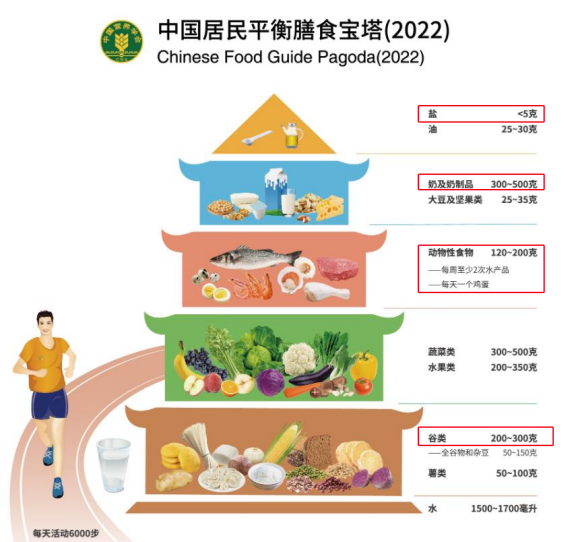 中国居民平衡膳食宝塔(2022)
Chinese Food Guide Pagoda(2022)
中国营养学会
盐 <5克
油 25~30克
奶及奶制品 300~500克
大豆及坚果类 25~35克
动物性食物 120~200克
——每周至少2次水产品
——每天一个鸡蛋
蔬菜类 300~500克
水果类 200~350克
谷类 200~300克
——全谷物和杂豆 50~150克
薯类 50~100克
水 1500~1700毫升
每天活动6000步